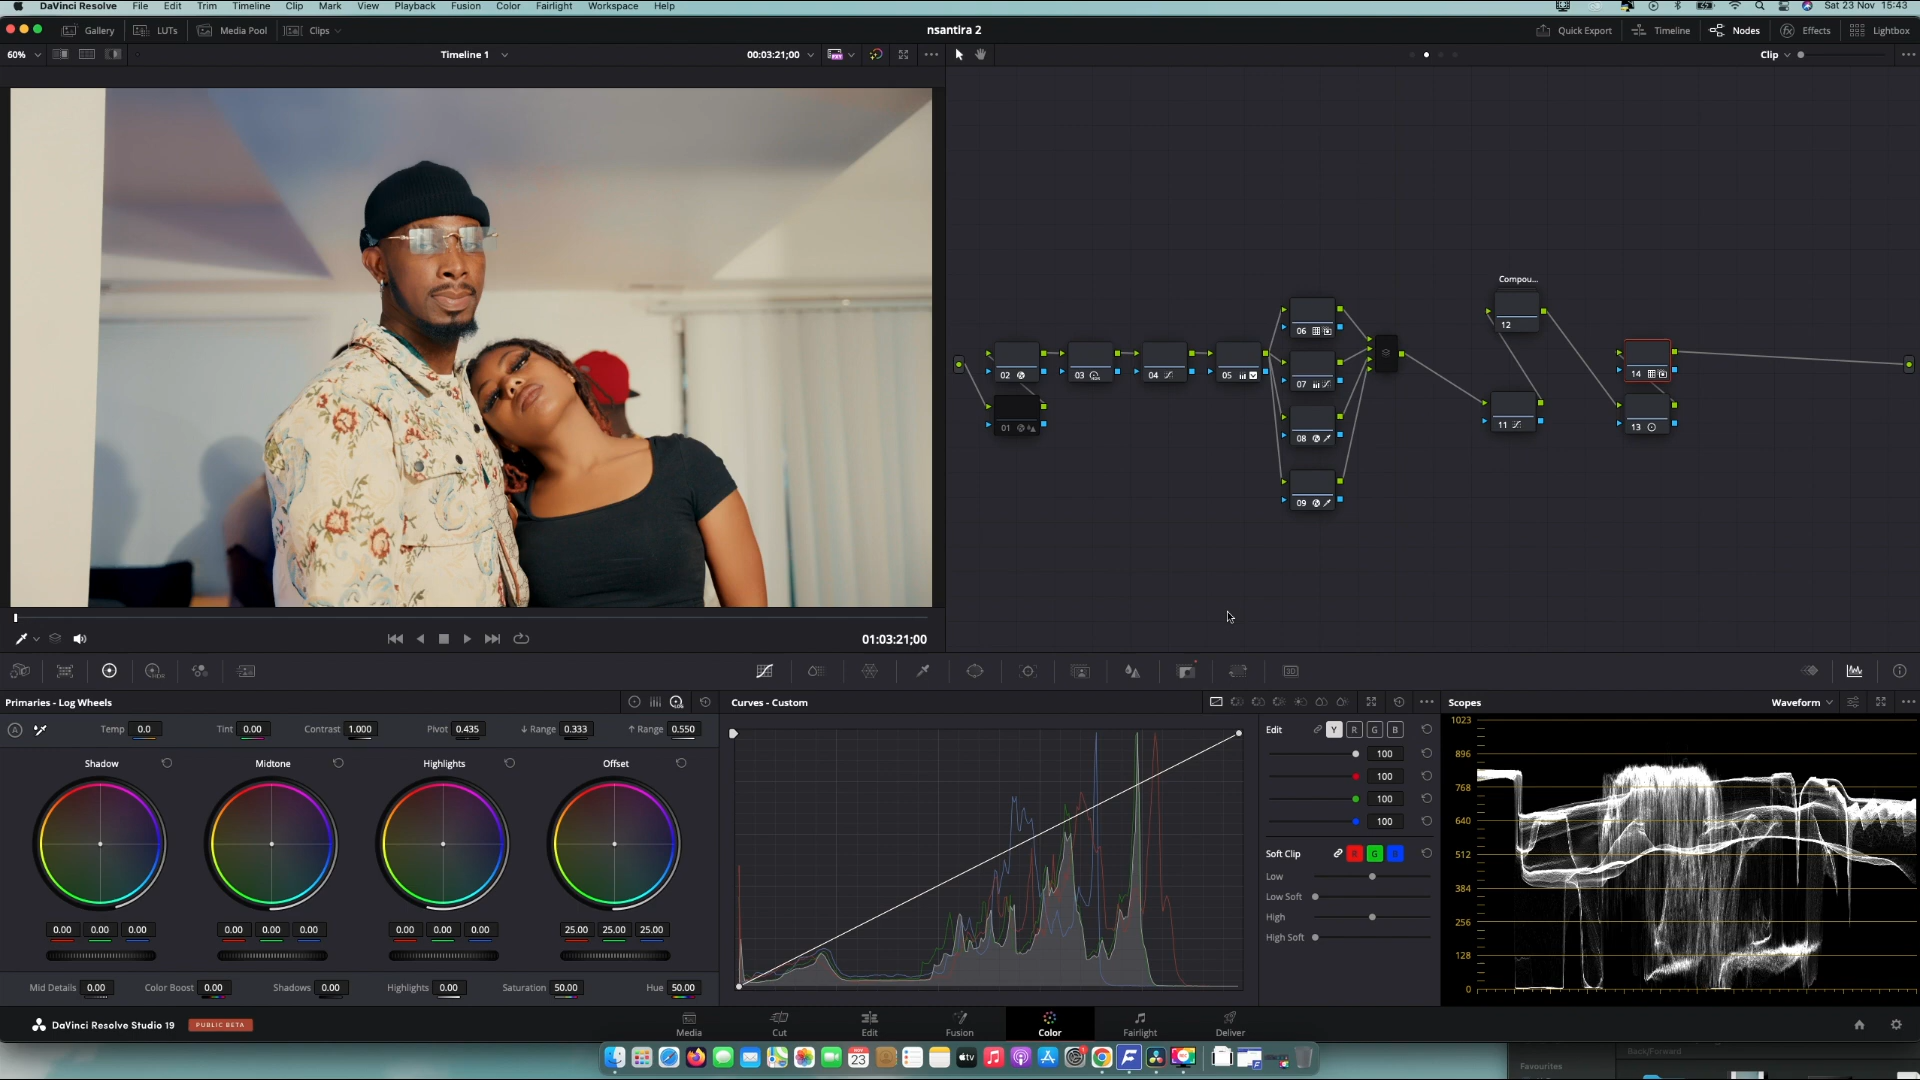 DaVinci Resolve File Edit Trim Timeline Clip Mark View Playback Fusion Color Fairlight Workspace Help Sat 23 Nov 15:43
Gallery LUTs Media Pool Clips nsantira 2 Quick Export Timeline Nodes Effects Lightbox
60% Timeline 1 00:03:21;00 Clip
Compou...
12
06
02 03 04 05 07 14
01 08 11 13
09
01:03:21;00
Primaries - Log Wheels Curves - Custom Scopes Waveform
Temp 0.0 Tint 0.00 Contrast 1.000 Pivot 0.435 ↓ Range 0.333 ↑ Range 0.550 Edit Y R G B
Shadow Midtone Highlights Offset
100
100
100
100
Soft Clip R G B
Low
Low Soft
High
High Soft
1023
896
768
640
512
384
256
128
0
0.00 0.00 0.00 0.00 0.00 0.00 0.00 0.00 0.00 25.00 25.00 25.00
Mid Details 0.00 Color Boost 0.00 Shadows 0.00 Highlights 0.00 Saturation 50.00 Hue 50.00
DaVinci Resolve Studio 19 PUBLIC BETA Media Cut Edit Fusion Color Fairlight Deliver
NOV
23
tv
Back/Forward
Favourites